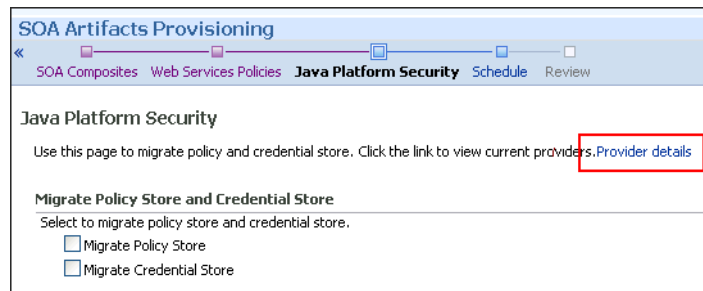 SOA Artifacts Provisioning
«
SOA Composites Web Services Policies Java Platform Security Schedule Review
Java Platform Security
Use this page to migrate policy and credential store. Click the link to view current providers.Provider details
Migrate Policy Store and Credential Store
Select to migrate policy store and credential store.
Migrate Policy Store
Migrate Credential Store